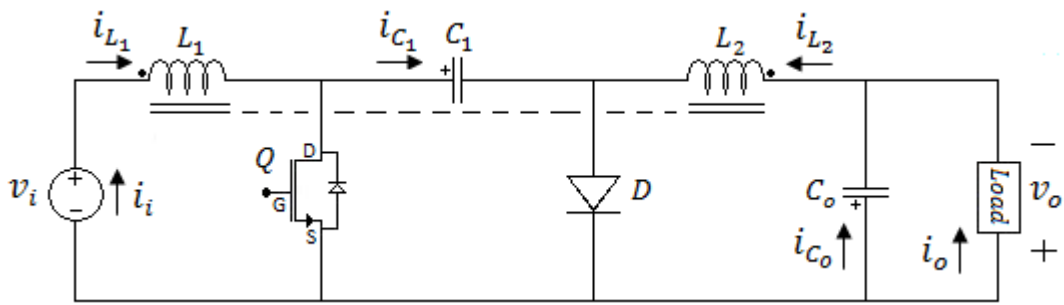 i_{L_1} L_1 i_{C_1} C_1 L_2 i_{L_2}
+
v_i + − i_i
Q D G S
D
C_o +
i_{C_o}
i_o
Load
− v_o +